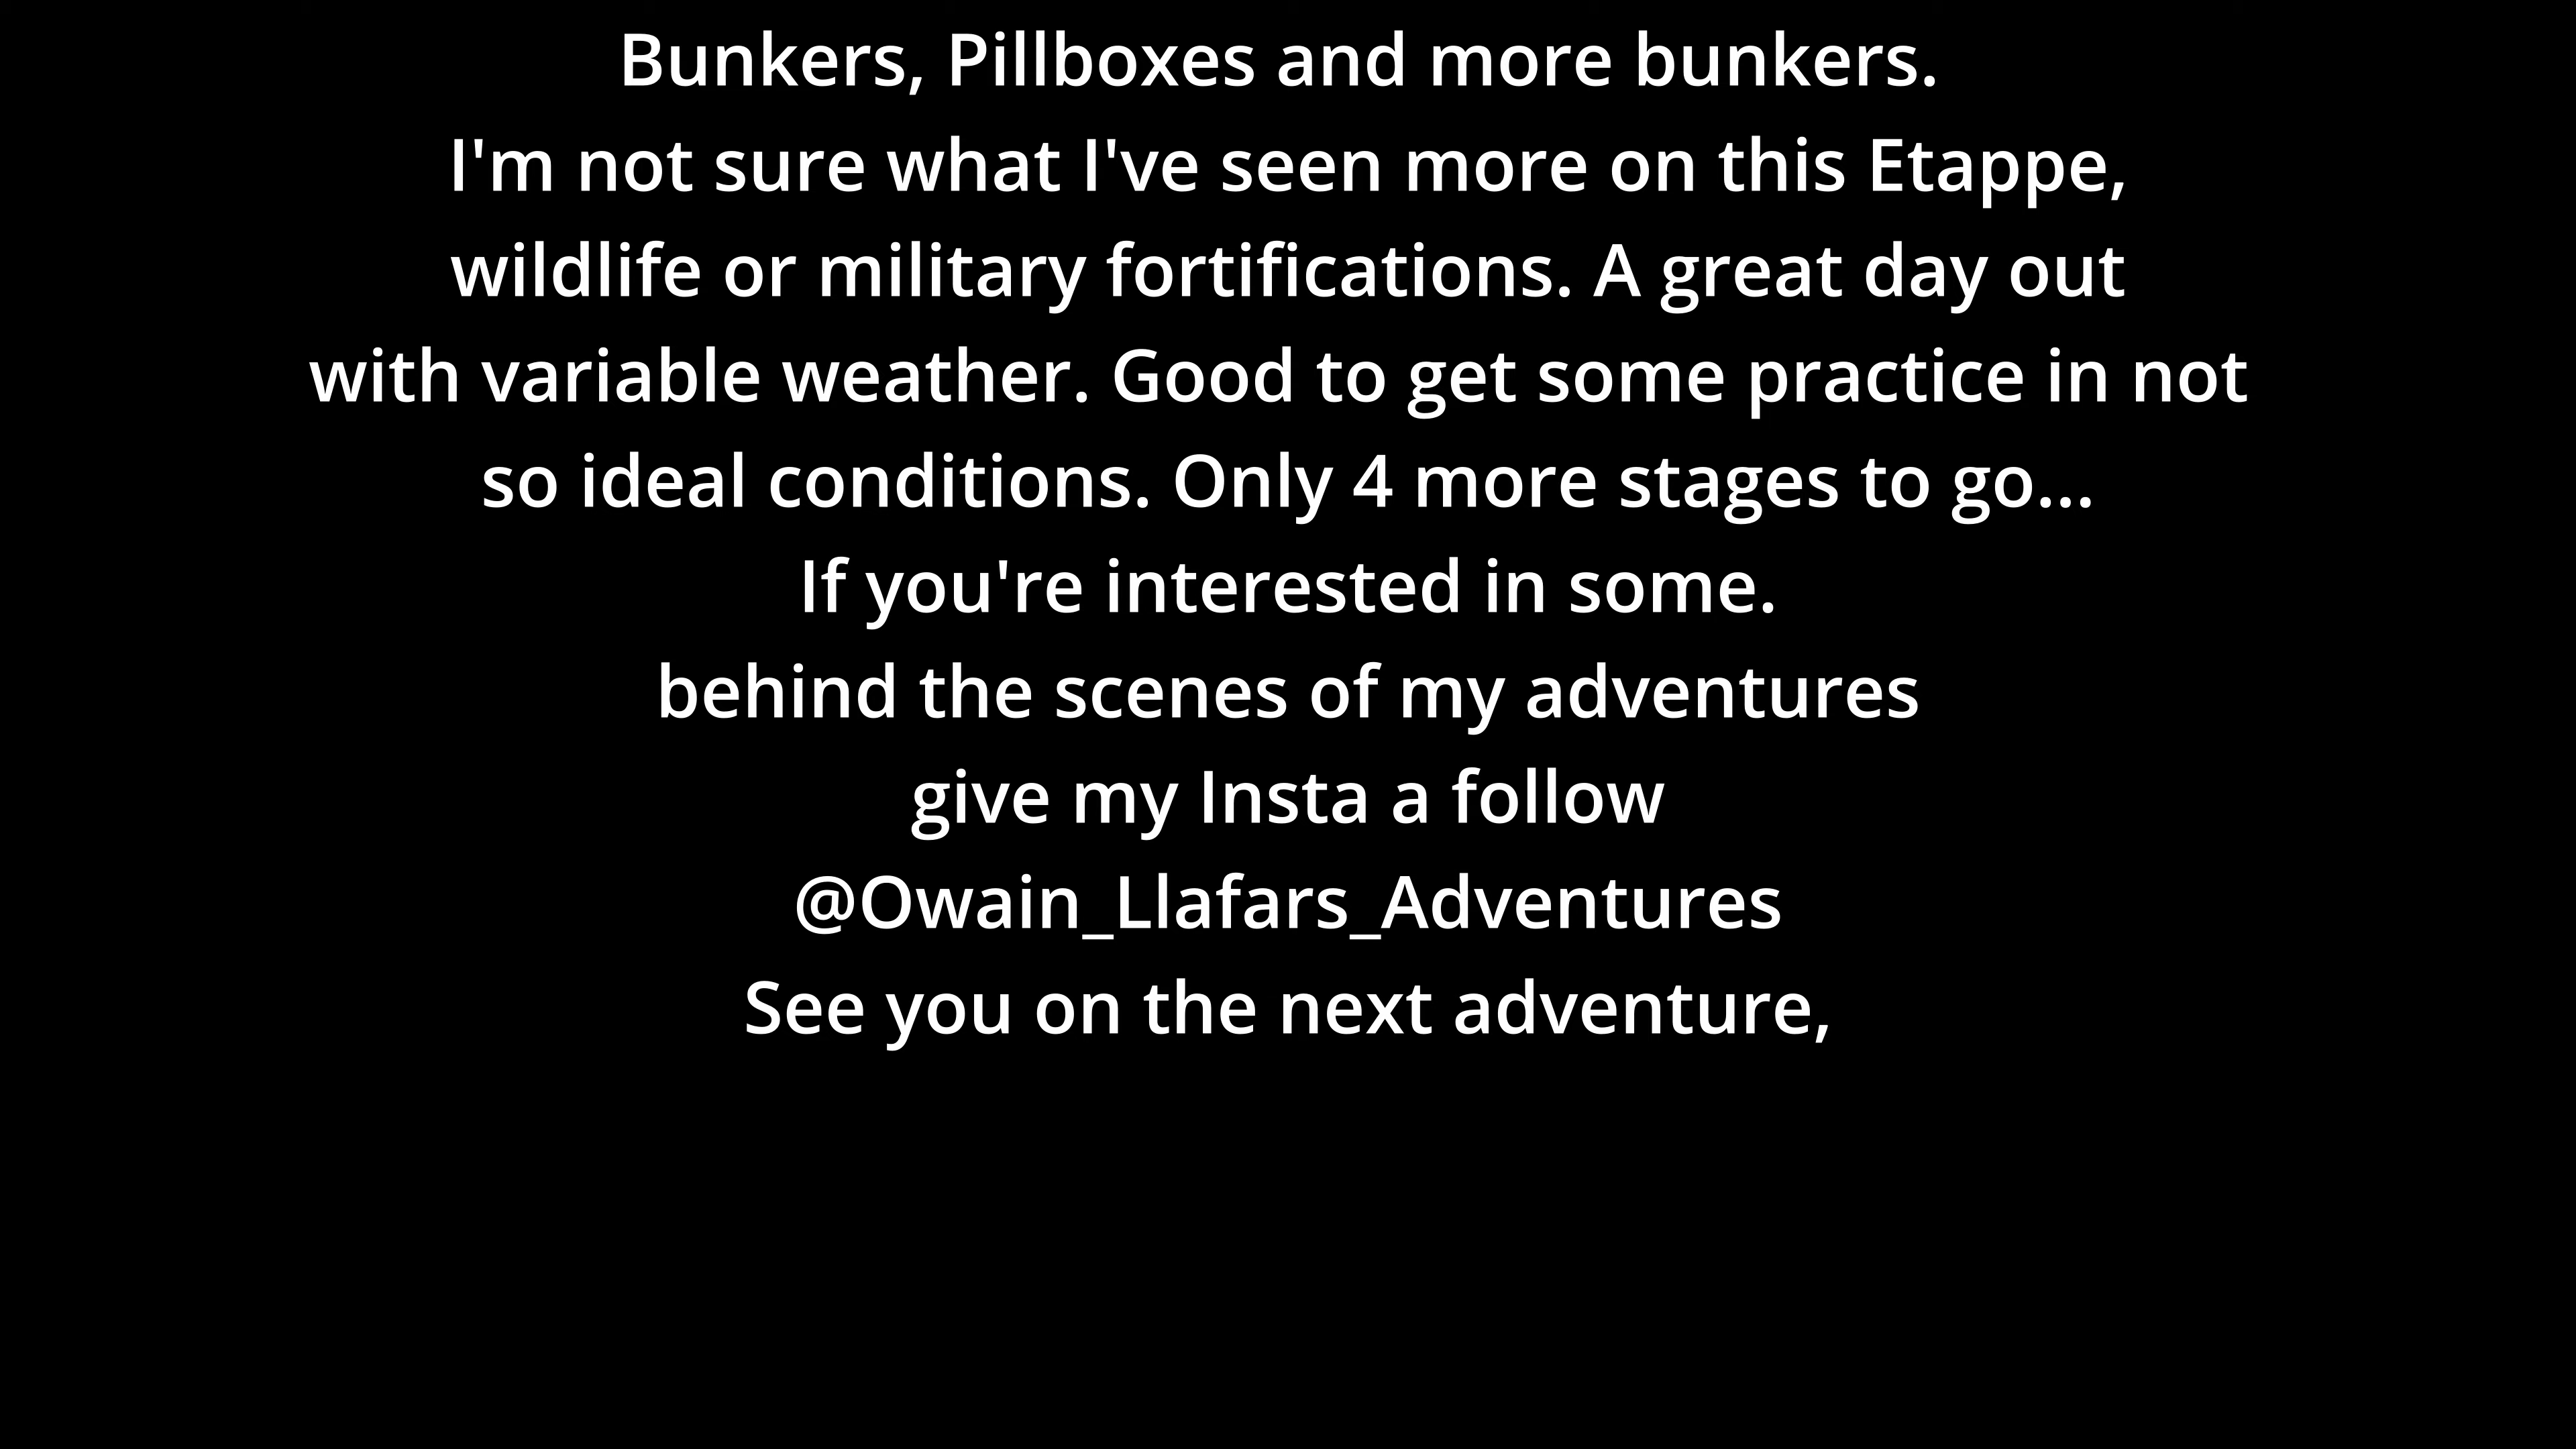 Bunkers, Pillboxes and more bunkers.
I'm not sure what I've seen more on this Etappe,
wildlife or military fortifications. A great day out
with variable weather. Good to get some practice in not
so ideal conditions. Only 4 more stages to go...
If you're interested in some.
behind the scenes of my adventures
give my Insta a follow
@Owain_Llafars_Adventures
See you on the next adventure,